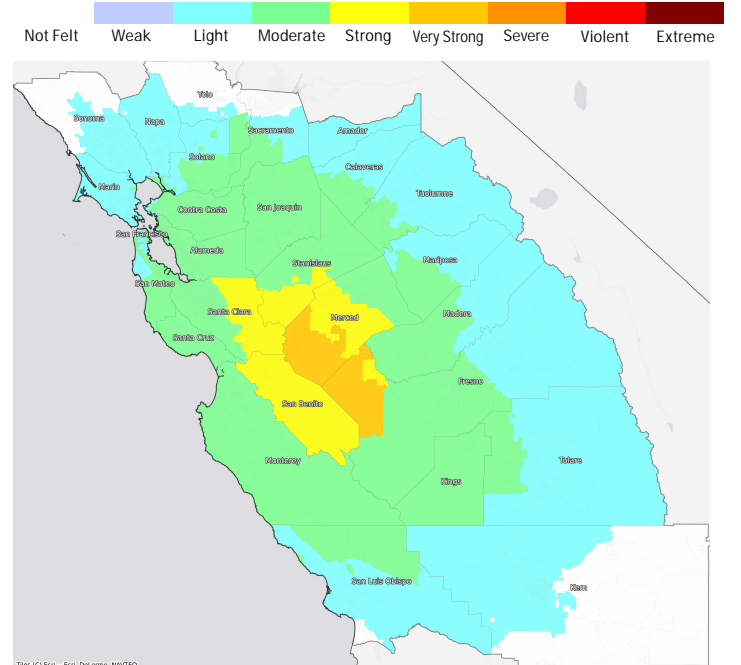 Not Felt Weak Light Moderate Strong Very Strong Severe Violent Extreme
Yolo
Sonoma
Napa
Sacramento
Amador
Solano
Calaveras
Marin
Tuolumne
Contra Costa
San Joaquin
San Francisco
Alameda
Stanislaus
Mariposa
San Mateo
Santa Clara
Merced
Madera
Santa Cruz
Fresno
San Benito
Monterey
Tulare
Kings
San Luis Obispo
Kern